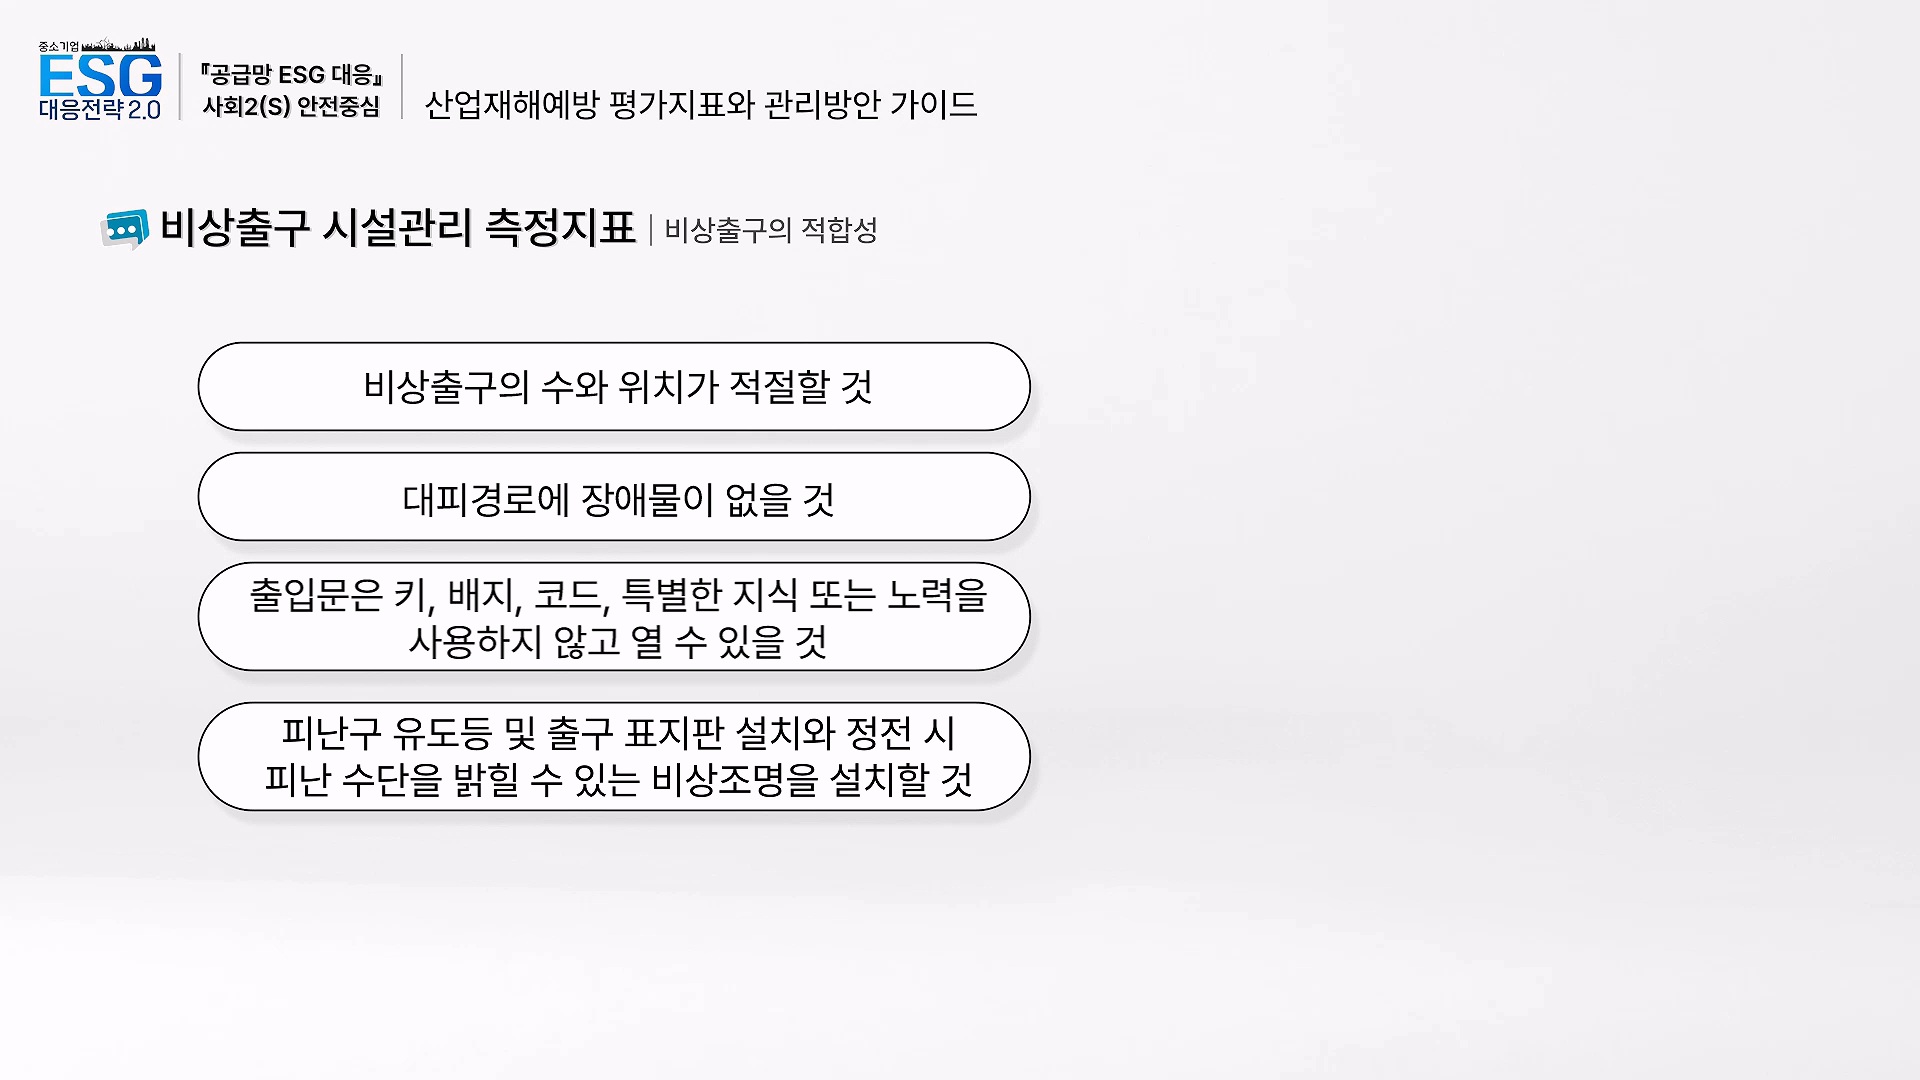 중소기업
ESG
대응전략 2.0
『공급망 ESG 대응』
사회2(S) 안전중심
산업재해예방 평가지표와 관리방안 가이드
비상출구 시설관리 측정지표 | 비상출구의 적합성
비상출구의 수와 위치가 적절할 것
대피경로에 장애물이 없을 것
출입문은 키, 배지, 코드, 특별한 지식 또는 노력을
사용하지 않고 열 수 있을 것
피난구 유도등 및 출구 표지판 설치와 정전 시
피난 수단을 밝힐 수 있는 비상조명을 설치할 것